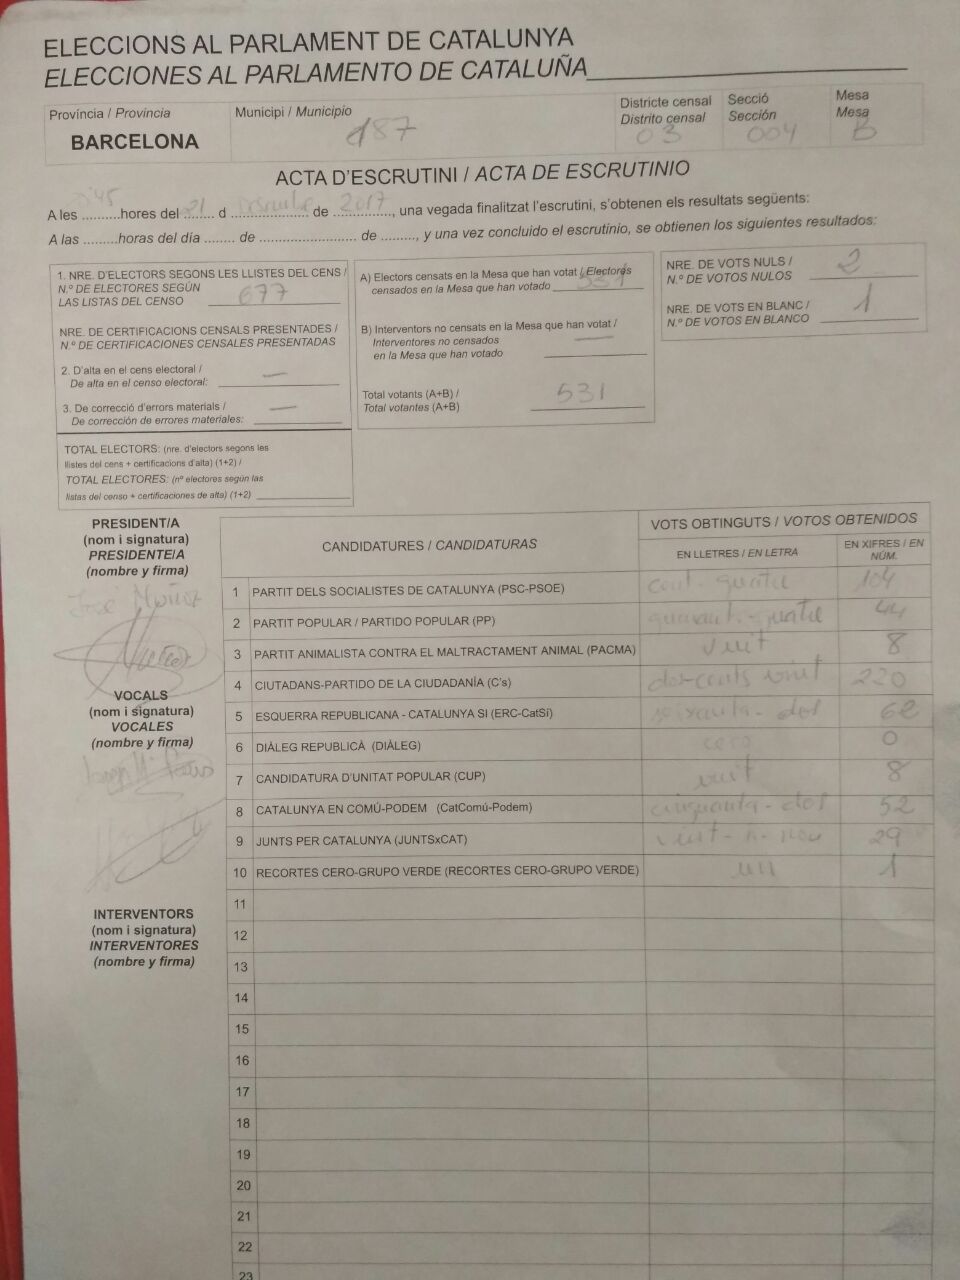 ELECCIONS AL PARLAMENT DE CATALUNYA
ELECCIONES AL PARLAMENTO DE CATALUÑA
Província / Provincia
BARCELONA
Municipi / Municipio
187
Districte censal
Distrito censal
03
Secció
Sección
004
Mesa
Mesa
B
ACTA D'ESCRUTINI / ACTA DE ESCRUTINIO
A les ..........hores del 21 d ...................... de 2017, una vegada finalitzat l'escrutini, s'obtenen els resultats següents:
A las .........horas del día ........ de ........................... de ........., y una vez concluido el escrutinio, se obtienen los siguientes resultados:
1. NRE. D'ELECTORS SEGONS LES LLISTES DEL CENS /
N.º DE ELECTORES SEGÚN
LAS LISTAS DEL CENSO 677
NRE. DE CERTIFICACIONS CENSALS PRESENTADES /
N.º DE CERTIFICACIONES CENSALES PRESENTADAS
2. D'alta en el cens electoral /
De alta en el censo electoral: —
3. De correcció d'errors materials /
De corrección de errores materiales: —
TOTAL ELECTORS: (nre. d'electors segons les
llistes del cens + certificacions d'alta) (1+2) /
TOTAL ELECTORES: (nº electores según las
listas del censo + certificaciones de alta) (1+2)
A) Electors censats en la Mesa que han votat / Electores
censados en la Mesa que han votado 531
B) Interventors no censats en la Mesa que han votat /
Interventores no censados —
en la Mesa que han votado
Total votants (A+B) /
Total votantes (A+B) 531
NRE. DE VOTS NULS /
N.º DE VOTOS NULOS 2
NRE. DE VOTS EN BLANC /
N.º DE VOTOS EN BLANCO 1
PRESIDENT/A
(nom i signatura)
PRESIDENTE/A
(nombre y firma)
José Muñoz
VOCALS
(nom i signatura)
VOCALES
(nombre y firma)
INTERVENTORS
(nom i signatura)
INTERVENTORES
(nombre y firma)
CANDIDATURES / CANDIDATURAS
VOTS OBTINGUTS / VOTOS OBTENIDOS
EN LLETRES / EN LETRA
EN XIFRES / EN NÚM.
1 PARTIT DELS SOCIALISTES DE CATALUNYA (PSC-PSOE) cent-quatre 104
2 PARTIT POPULAR / PARTIDO POPULAR (PP) quaranta-quatre 44
3 PARTIT ANIMALISTA CONTRA EL MALTRACTAMENT ANIMAL (PACMA) vuit 8
4 CIUTADANS-PARTIDO DE LA CIUDADANÍA (C's) dos-cents vint 220
5 ESQUERRA REPUBLICANA - CATALUNYA SI (ERC-CatSí) seixanta-dos 62
6 DIÀLEG REPUBLICÀ (DIÀLEG) cero 0
7 CANDIDATURA D'UNITAT POPULAR (CUP) vuit 8
8 CATALUNYA EN COMÚ-PODEM (CatComú-Podem) cinquanta-dos 52
9 JUNTS PER CATALUNYA (JUNTSxCAT) vint-i-nou 29
10 RECORTES CERO-GRUPO VERDE (RECORTES CERO-GRUPO VERDE) un 1
11
12
13
14
15
16
17
18
19
20
21
22
23